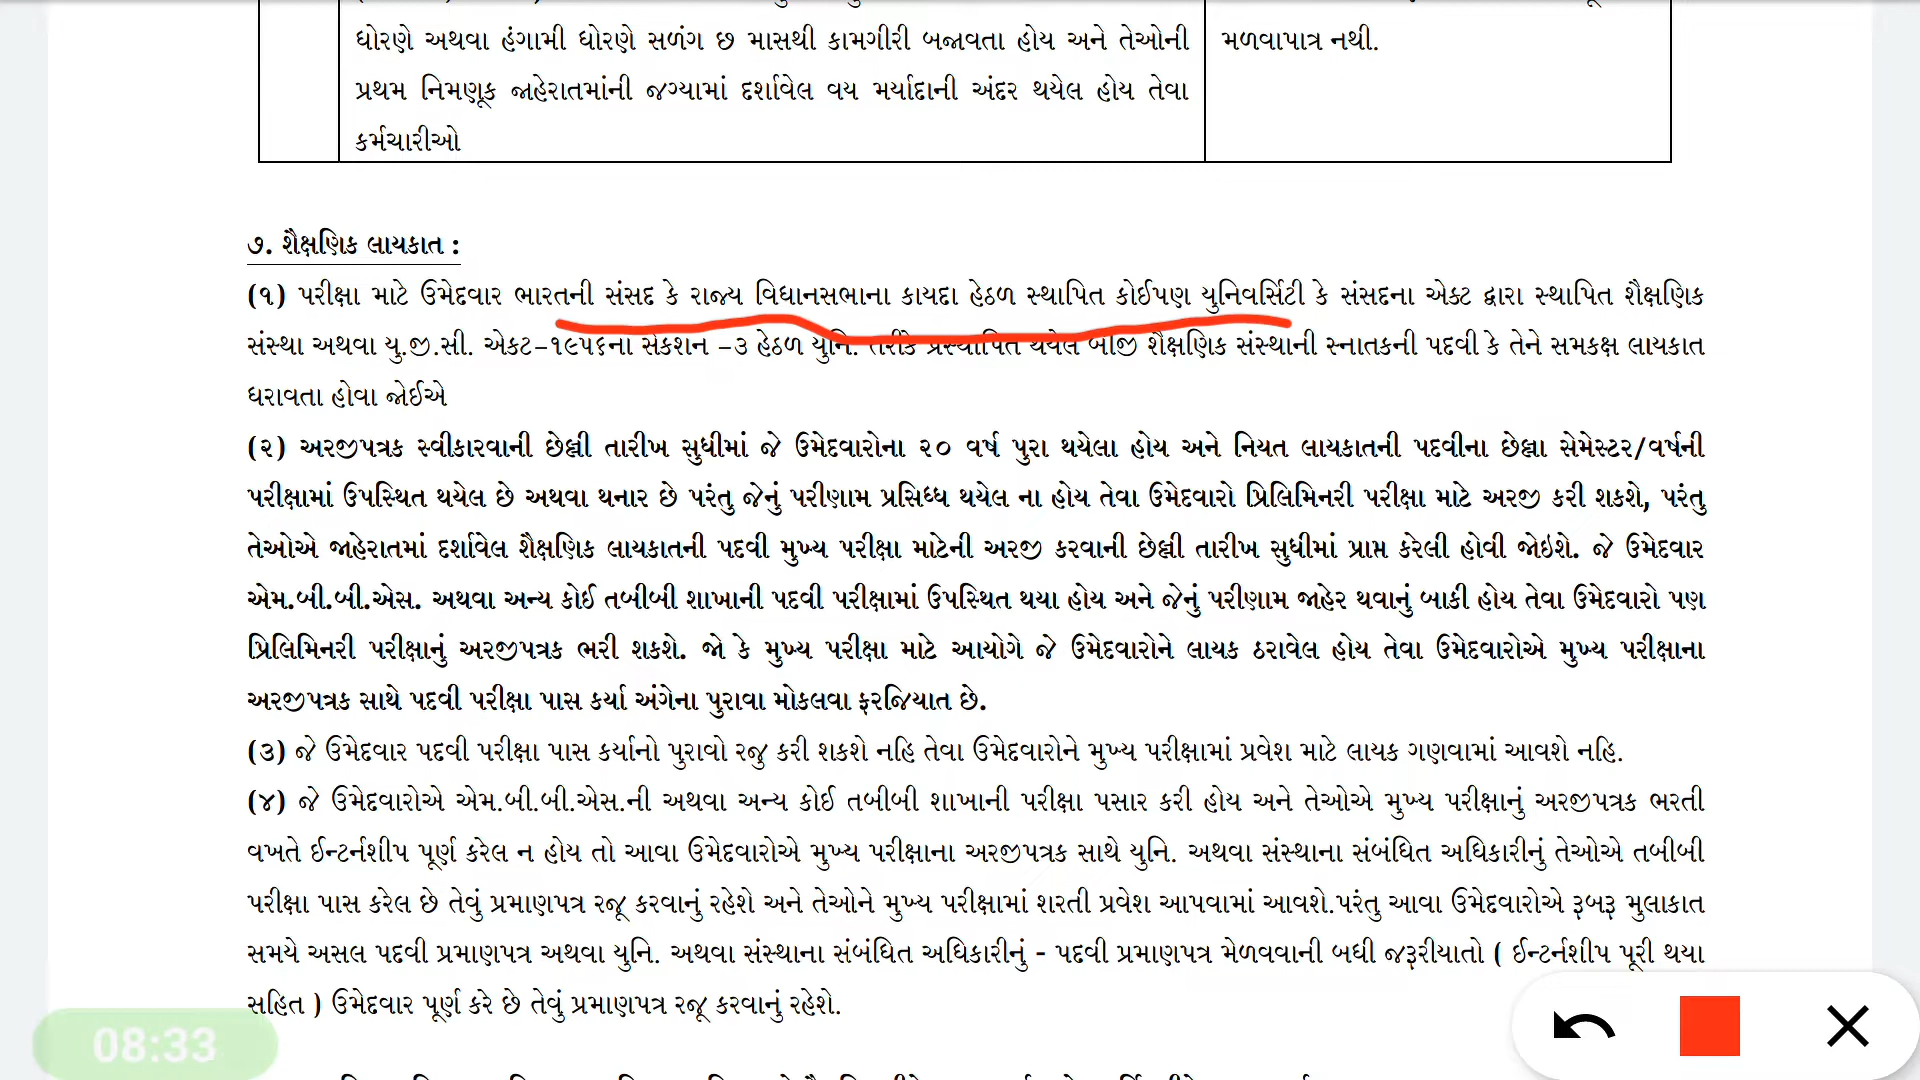 ધોરણે અથવા હંગામી ધોરણે સળંગ છ માસથી કામગીરી બજાવતા હોય અને તેઓની
મળવાપાત્ર નથી.
પ્રથમ નિમણૂક જાહેરાતમાંની જગ્યામાં દર્શાવેલ વય મર્યાદાની અંદર થયેલ હોય તેવા
કર્મચારીઓ
૭. શૈક્ષણિક લાયકાત :
(૧) પરીક્ષા માટે ઉમેદવાર ભારતની સંસદ કે રાજ્ય વિધાનસભાના કાયદા હેઠળ સ્થાપિત કોઈપણ યુનિવર્સિટી કે સંસદના એક્ટ દ્વારા સ્થાપિત શૈક્ષણિક
સંસ્થા અથવા યુ.જી.સી. એકટ–૧૯૫૬ના સેકશન –૩ હેઠળ યુનિ. તરીકે પ્રસ્થાપિત થયેલ બીજી શૈક્ષણિક સંસ્થાની સ્નાતકની પદવી કે તેને સમકક્ષ લાયકાત
ધરાવતા હોવા જોઈએ
(૨) અરજીપત્રક સ્વીકારવાની છેલ્લી તારીખ સુધીમાં જે ઉમેદવારોના ૨૦ વર્ષ પુરા થયેલા હોય અને નિયત લાયકાતની પદવીના છેલ્લા સેમેસ્ટર/વર્ષની
પરીક્ષામાં ઉપસ્થિત થયેલ છે અથવા થનાર છે પરંતુ જેનું પરીણામ પ્રસિધ્ધ થયેલ ના હોય તેવા ઉમેદવારો પ્રિલિમિનરી પરીક્ષા માટે અરજી કરી શકશે, પરંતુ
તેઓએ જાહેરાતમાં દર્શાવેલ શૈક્ષણિક લાયકાતની પદવી મુખ્ય પરીક્ષા માટેની અરજી કરવાની છેલ્લી તારીખ સુધીમાં પ્રાપ્ત કરેલી હોવી જોઇશે. જે ઉમેદવાર
એમ.બી.બી.એસ. અથવા અન્ય કોઈ તબીબી શાખાની પદવી પરીક્ષામાં ઉપસ્થિત થયા હોય અને જેનું પરીણામ જાહેર થવાનું બાકી હોય તેવા ઉમેદવારો પણ
પ્રિલિમિનરી પરીક્ષાનું અરજીપત્રક ભરી શકશે. જો કે મુખ્ય પરીક્ષા માટે આયોગે જે ઉમેદવારોને લાયક ઠરાવેલ હોય તેવા ઉમેદવારોએ મુખ્ય પરીક્ષાના
અરજીપત્રક સાથે પદવી પરીક્ષા પાસ કર્યા અંગેના પુરાવા મોકલવા ફરજિયાત છે.
(૩) જે ઉમેદવાર પદવી પરીક્ષા પાસ કર્યાનો પુરાવો રજુ કરી શકશે નહિ તેવા ઉમેદવારોને મુખ્ય પરીક્ષામાં પ્રવેશ માટે લાયક ગણવામાં આવશે નહિ.
(૪) જે ઉમેદવારોએ એમ.બી.બી.એસ.ની અથવા અન્ય કોઈ તબીબી શાખાની પરીક્ષા પસાર કરી હોય અને તેઓએ મુખ્ય પરીક્ષાનું અરજીપત્રક ભરતી
વખતે ઈન્ટર્નશીપ પૂર્ણ કરેલ ન હોય તો આવા ઉમેદવારોએ મુખ્ય પરીક્ષાના અરજીપત્રક સાથે યુનિ. અથવા સંસ્થાના સંબંધિત અધિકારીનું તેઓએ તબીબી
પરીક્ષા પાસ કરેલ છે તેવું પ્રમાણપત્ર રજૂ કરવાનું રહેશે અને તેઓને મુખ્ય પરીક્ષામાં શરતી પ્રવેશ આપવામાં આવશે.પરંતુ આવા ઉમેદવારોએ રૂબરૂ મુલાકાત
સમયે અસલ પદવી પ્રમાણપત્ર અથવા યુનિ. અથવા સંસ્થાના સંબંધિત અધિકારીનું - પદવી પ્રમાણપત્ર મેળવવાની બધી જરૂરીયાતો ( ઈન્ટર્નશીપ પૂરી થયા
સહિત ) ઉમેદવાર પૂર્ણ કરે છે તેવું પ્રમાણપત્ર રજૂ કરવાનું રહેશે.
08:33